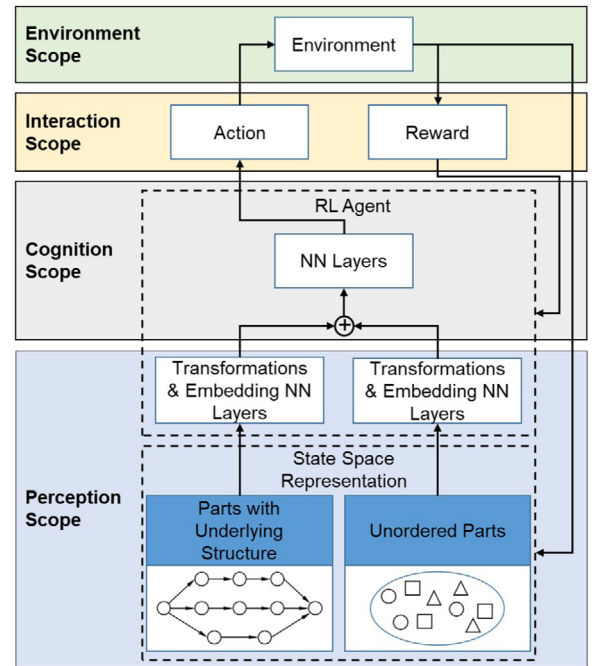 Environment
Scope
Environment
Interaction
Scope
Action
Reward
Cognition
Scope
RL Agent
NN Layers
Transformations
& Embedding NN
Layers
Transformations
& Embedding NN
Layers
Perception
Scope
State Space
Representation
Parts with
Underlying
Structure
Unordered Parts